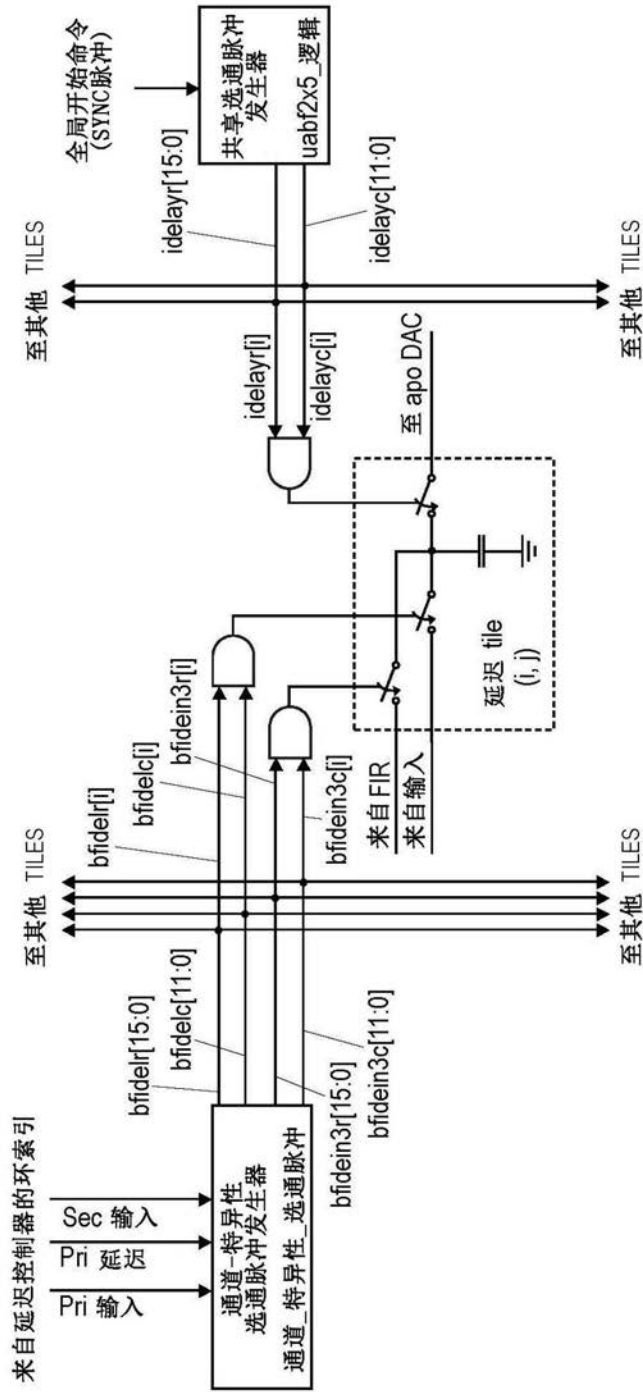 来自延迟控制器的环索引
Pri 输入
Pri 延迟
Sec 输入
通道-特异性
选通脉冲发生器
通道_特异性_选通脉冲
bfidelr[15:0]
bfidelc[11:0]
bfidein3r[15:0]
bfidein3c[11:0]
至其他 TILES
至其他 TILES
bfidelr[i]
bfidelc[i]
bfidein3r[i]
bfidein3c[i]
来自 FIR
来自输入
延迟 tile
(i, j)
至 apo DAC
idelayr[i]
idelayc[i]
至其他 TILES
至其他 TILES
idelayr[15:0]
idelayc[11:0]
全局开始命令
(SYNC脉冲)
共享选通脉冲
发生器
uabf2x5_逻辑